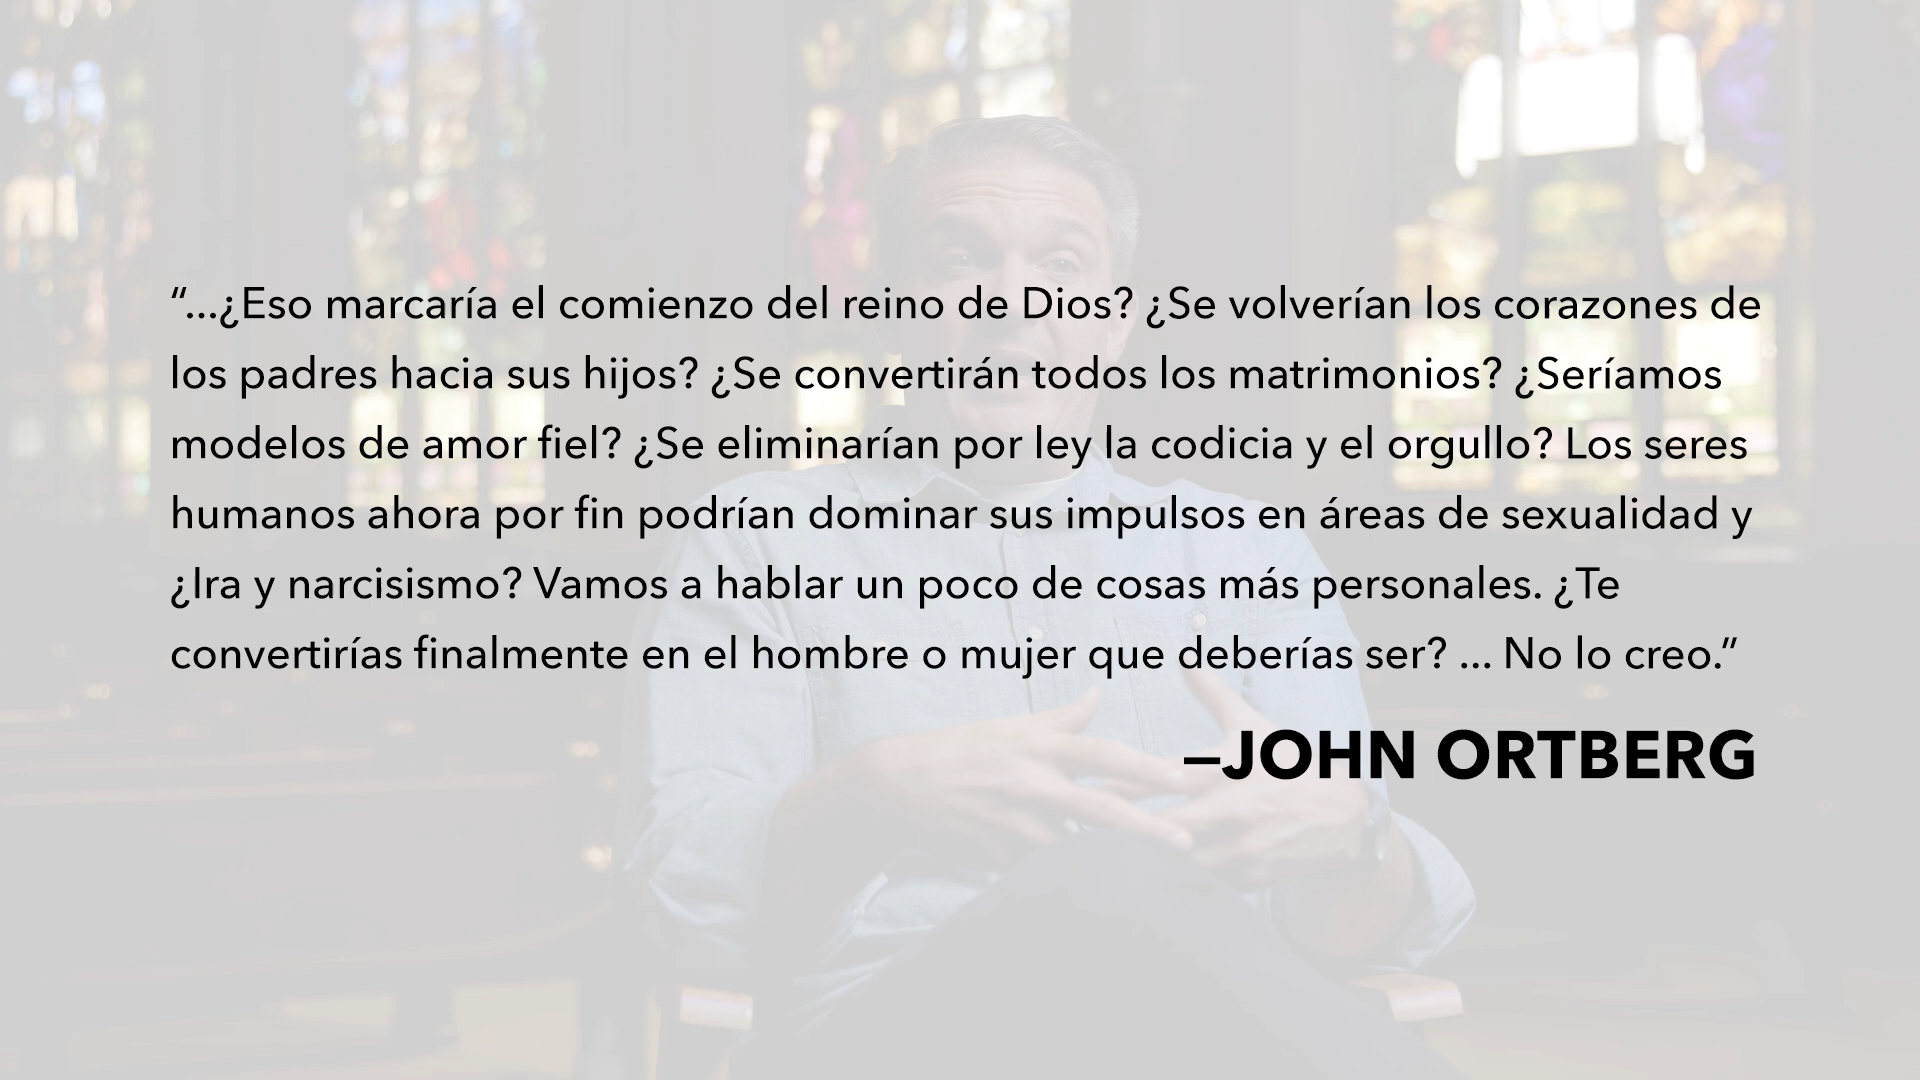 “...¿Eso marcaría el comienzo del reino de Dios? ¿Se volverían los corazones de
los padres hacia sus hijos? ¿Se convertirán todos los matrimonios? ¿Seríamos
modelos de amor fiel? ¿Se eliminarían por ley la codicia y el orgullo? Los seres
humanos ahora por fin podrían dominar sus impulsos en áreas de sexualidad y
¿Ira y narcisismo? Vamos a hablar un poco de cosas más personales. ¿Te
convertirías finalmente en el hombre o mujer que deberías ser? ... No lo creo.”
–JOHN ORTBERG